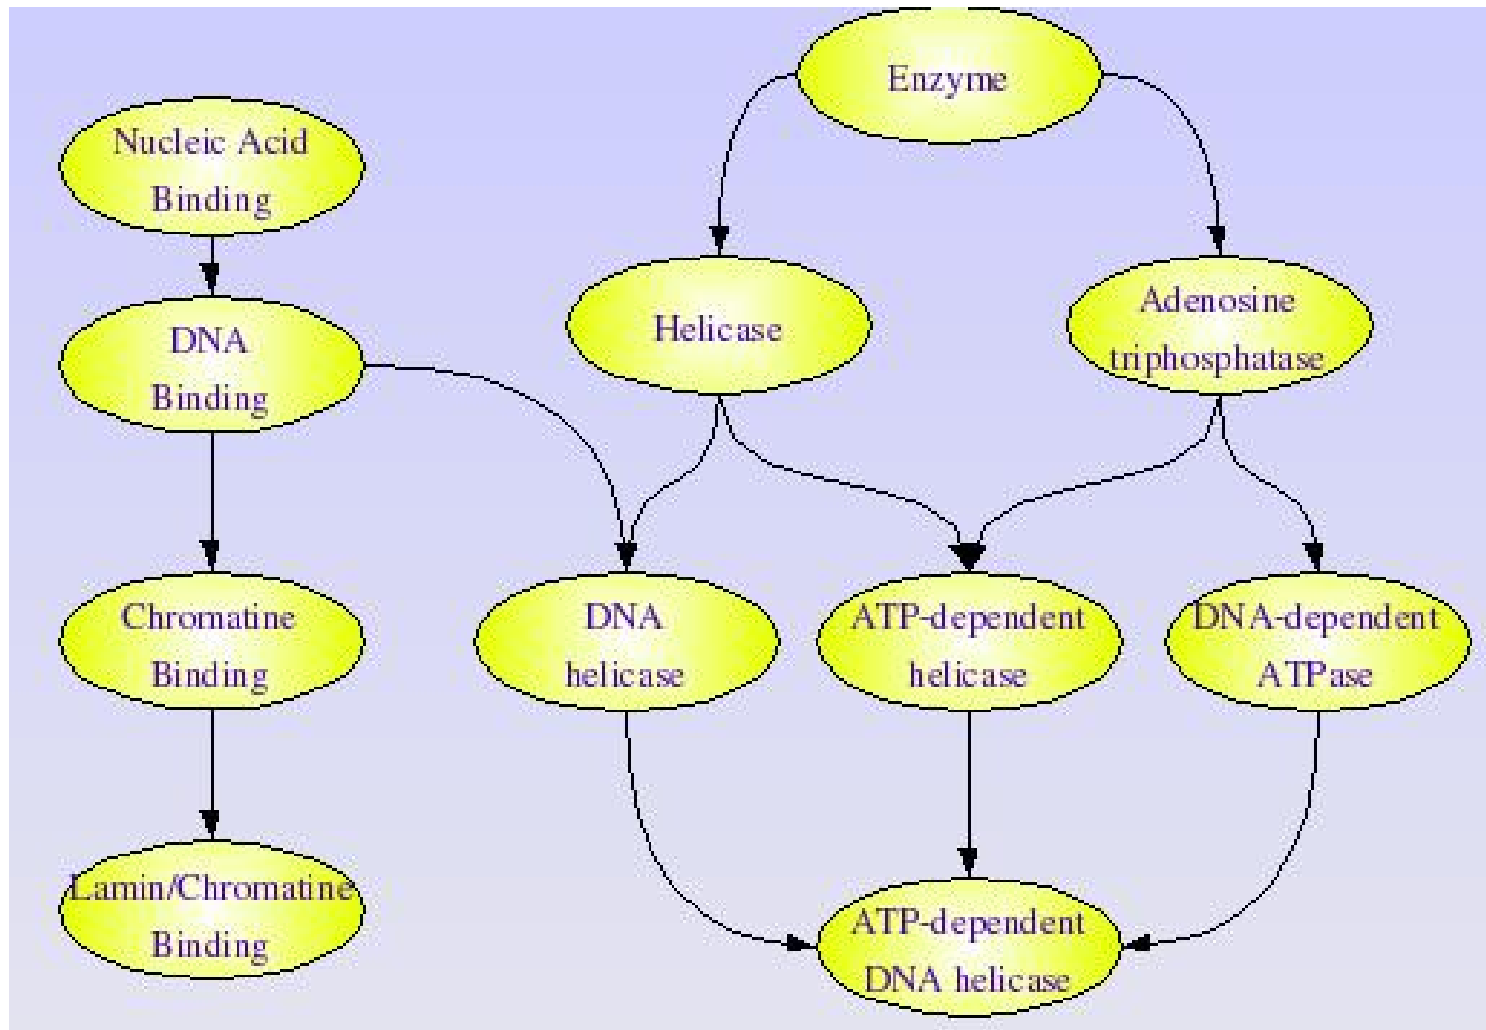 Enzyme
Nucleic Acid
Binding
DNA
Binding
Helicase
Adenosine
triphosphatase
Chromatine
Binding
DNA
helicase
ATP-dependent
helicase
DNA-dependent
ATPase
Lamin/Chromatine
Binding
ATP-dependent
DNA helicase